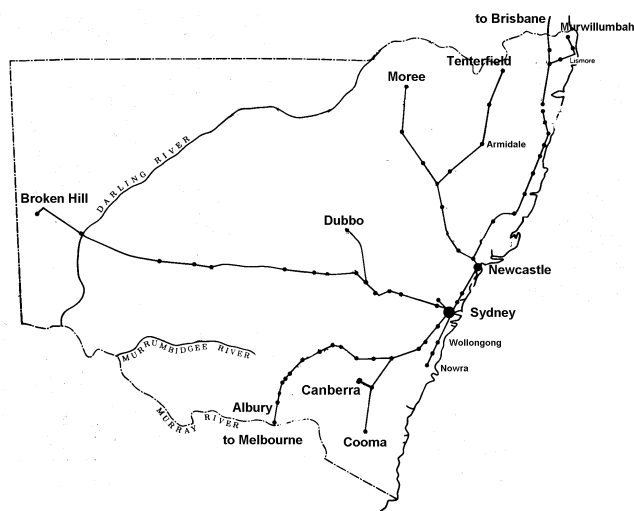 to Brisbane
Murwillumbah
Lismore
Tenterfield
Moree
Armidale
DARLING RIVER
Broken Hill
Dubbo
Newcastle
Sydney
Wollongong
MURRUMBIDGEE RIVER
Nowra
Canberra
Albury
MURRAY RIVER
to Melbourne
Cooma